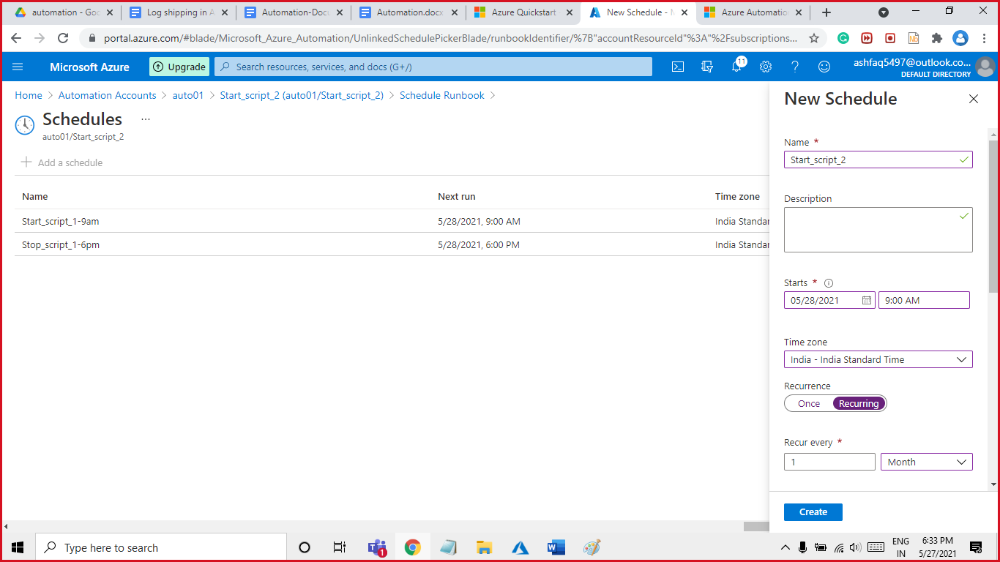 automation - Goo
Log shipping in A
Automation-Docu
Automation.docx
Azure Quickstart
New Schedule - M
Azure Automatio
portal.azure.com/#blade/Microsoft_Azure_Automation/UnlinkedSchedulePickerBlade/runbookIdentifier/%7B"accountResourceId"%3A"%2Fsubscriptions...
Microsoft Azure
Upgrade
Search resources, services, and docs (G+/)
11
ashfaq5497@outlook.co...
DEFAULT DIRECTORY
Home > Automation Accounts > auto01 > Start_script_2 (auto01/Start_script_2) > Schedule Runbook >
Schedules ...
auto01/Start_script_2
Add a schedule
Name Next run Time zone
Start_script_1-9am 5/28/2021, 9:00 AM India Standar
Stop_script_1-6pm 5/28/2021, 6:00 PM India Standar
New Schedule
Name *
Start_script_2
Description
Starts *
05/28/2021 9:00 AM
Time zone
India - India Standard Time
Recurrence
Once Recurring
Recur every *
1 Month
Create
Type here to search
1
ENG
IN
6:33 PM
5/27/2021